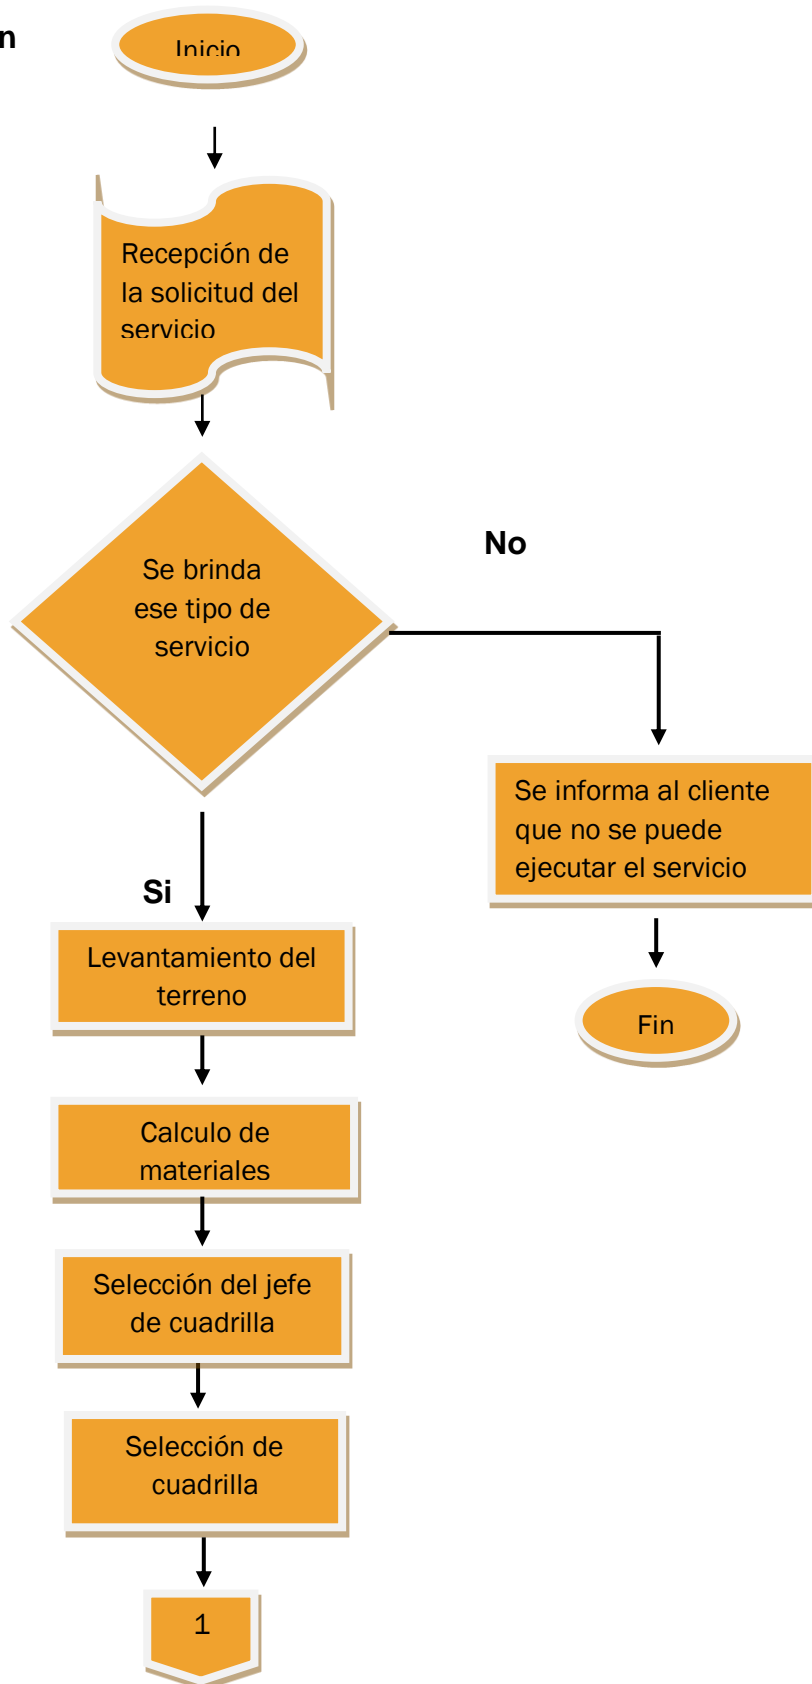 n
Inicio
Recepción de
la solicitud del
servicio
Se brinda
ese tipo de
servicio
No
Se informa al cliente
que no se puede
ejecutar el servicio
Fin
Si
Levantamiento del
terreno
Calculo de
materiales
Selección del jefe
de cuadrilla
Selección de
cuadrilla
1